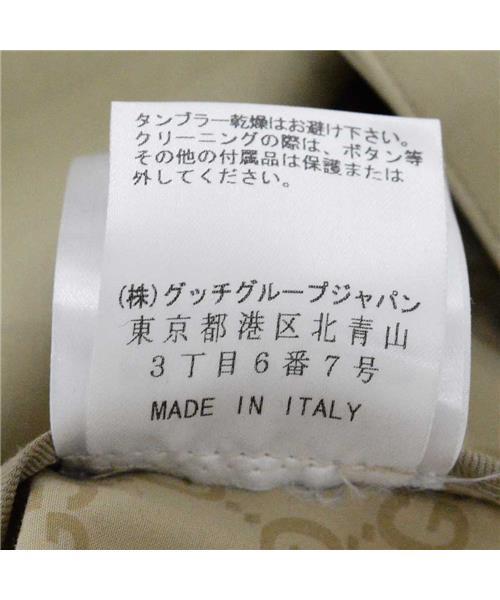 タンブラー乾燥はお避け下さい。
クリーニングの際は、ボタン等
その他の付属品は保護または
外してください。
(株)グッチグループジャパン
東京都港区北青山
3丁目6番7号
MADE IN ITALY
G